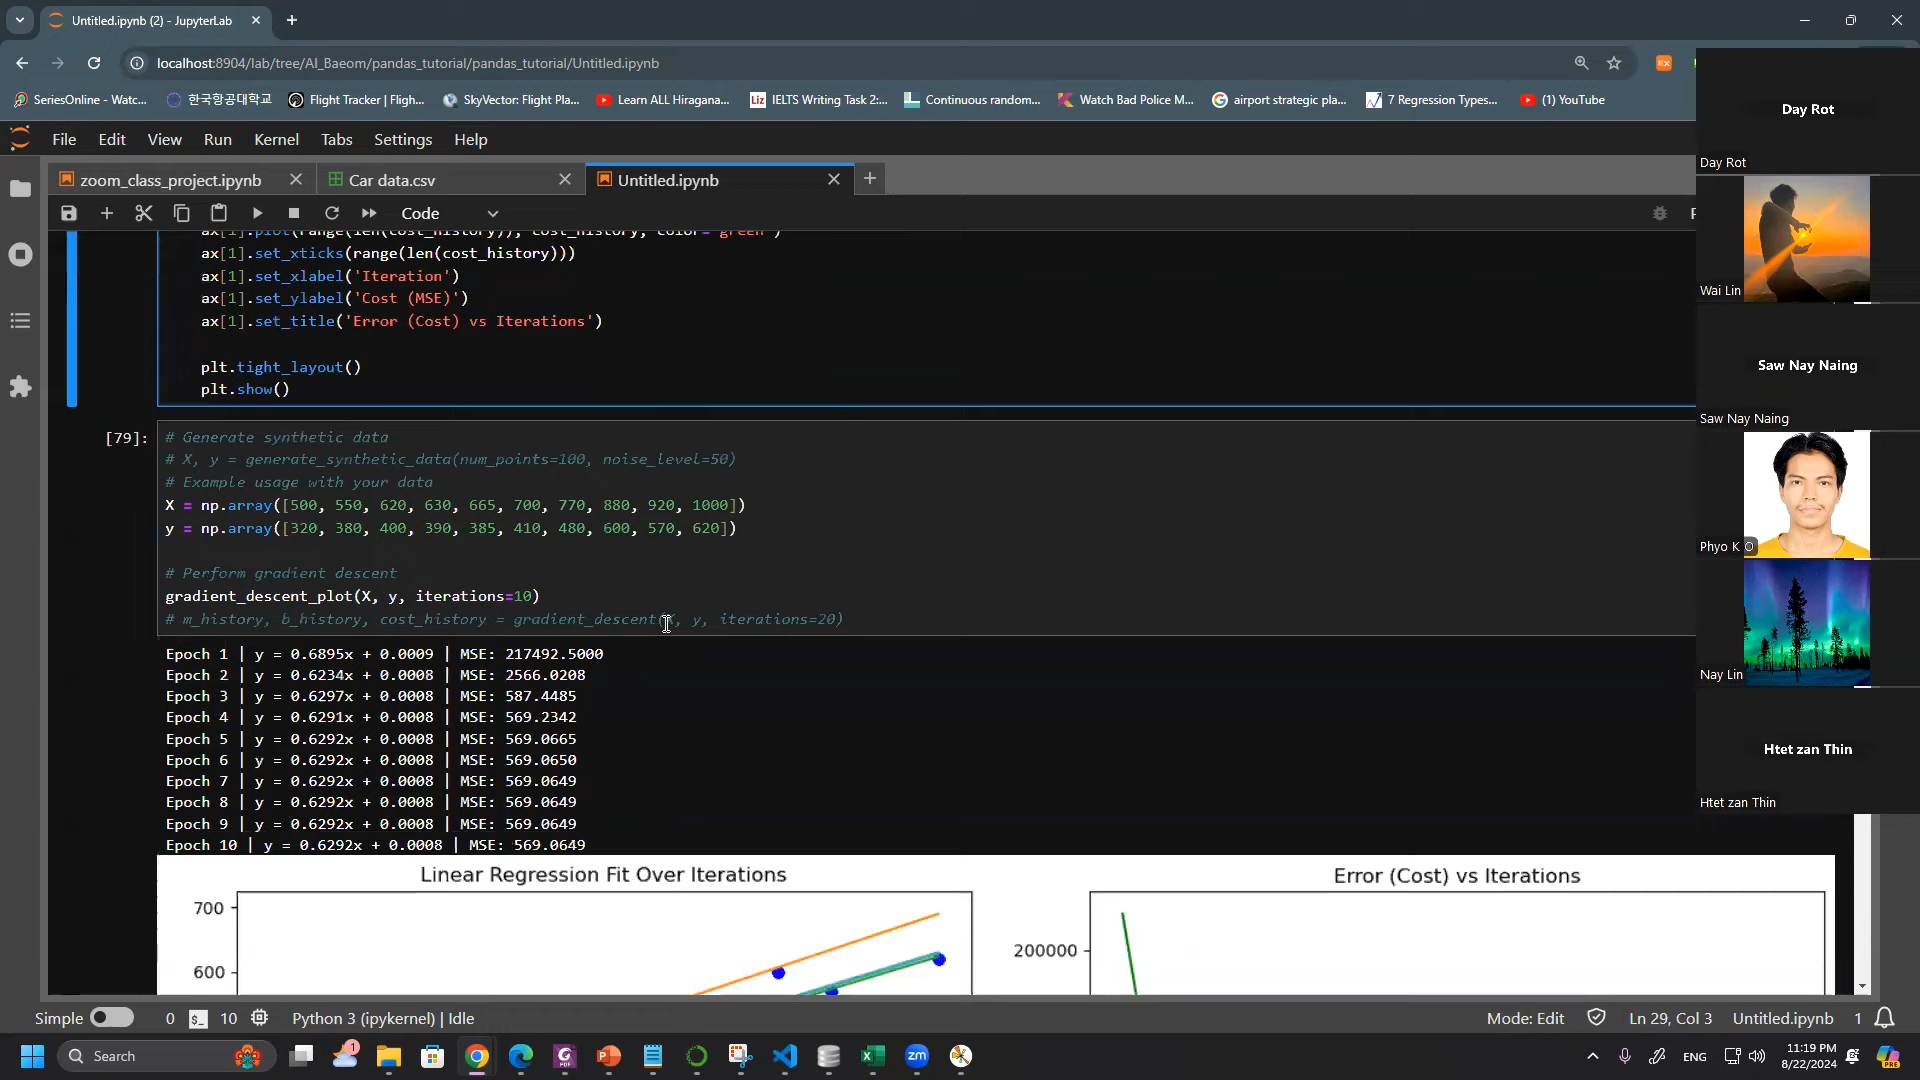 Untitled.ipynb (2) - JupyterLab
localhost:8904/lab/tree/AI_Baeom/pandas_tutorial/pandas_tutorial/Untitled.ipynb
SeriesOnline - Watc...
한국항공대학교
Flight Tracker | Fligh...
SkyVector: Flight Pla...
Learn ALL Hiragana...
Liz IELTS Writing Task 2:...
Continuous random...
Watch Bad Police M...
airport strategic pla...
7 Regression Types...
(1) YouTube
File Edit View Run Kernel Tabs Settings Help
zoom_class_project.ipynb
Car data.csv
Untitled.ipynb
Code
ax[1].plot(range(len(cost_history)), cost_history, color='green')
ax[1].set_xticks(range(len(cost_history)))
ax[1].set_xlabel('Iteration')
ax[1].set_ylabel('Cost (MSE)')
ax[1].set_title('Error (Cost) vs Iterations')
plt.tight_layout()
plt.show()
[79]:
# Generate synthetic data
# X, y = generate_synthetic_data(num_points=100, noise_level=50)
# Example usage with your data
X = np.array([500, 550, 620, 630, 665, 700, 770, 880, 920, 1000])
y = np.array([320, 380, 400, 390, 385, 410, 480, 600, 570, 620])
# Perform gradient descent
gradient_descent_plot(X, y, iterations=10)
# m_history, b_history, cost_history = gradient_descent(X, y, iterations=20)
Epoch 1 | y = 0.6895x + 0.0009 | MSE: 217492.5000
Epoch 2 | y = 0.6234x + 0.0008 | MSE: 2566.0208
Epoch 3 | y = 0.6297x + 0.0008 | MSE: 587.4485
Epoch 4 | y = 0.6291x + 0.0008 | MSE: 569.2342
Epoch 5 | y = 0.6292x + 0.0008 | MSE: 569.0665
Epoch 6 | y = 0.6292x + 0.0008 | MSE: 569.0650
Epoch 7 | y = 0.6292x + 0.0008 | MSE: 569.0649
Epoch 8 | y = 0.6292x + 0.0008 | MSE: 569.0649
Epoch 9 | y = 0.6292x + 0.0008 | MSE: 569.0649
Epoch 10 | y = 0.6292x + 0.0008 | MSE: 569.0649
Linear Regression Fit Over Iterations
700
600
Error (Cost) vs Iterations
200000
Day Rot
Day Rot
Wai Lin
Saw Nay Naing
Saw Nay Naing
Phyo K O
Nay Lin
Htet zan Thin
Htet zan Thin
Simple 0 10 Python 3 (ipykernel) | Idle
Mode: Edit Ln 29, Col 3 Untitled.ipynb 1
Search
1
zm
ENG
11:19 PM
8/22/2024
PRE